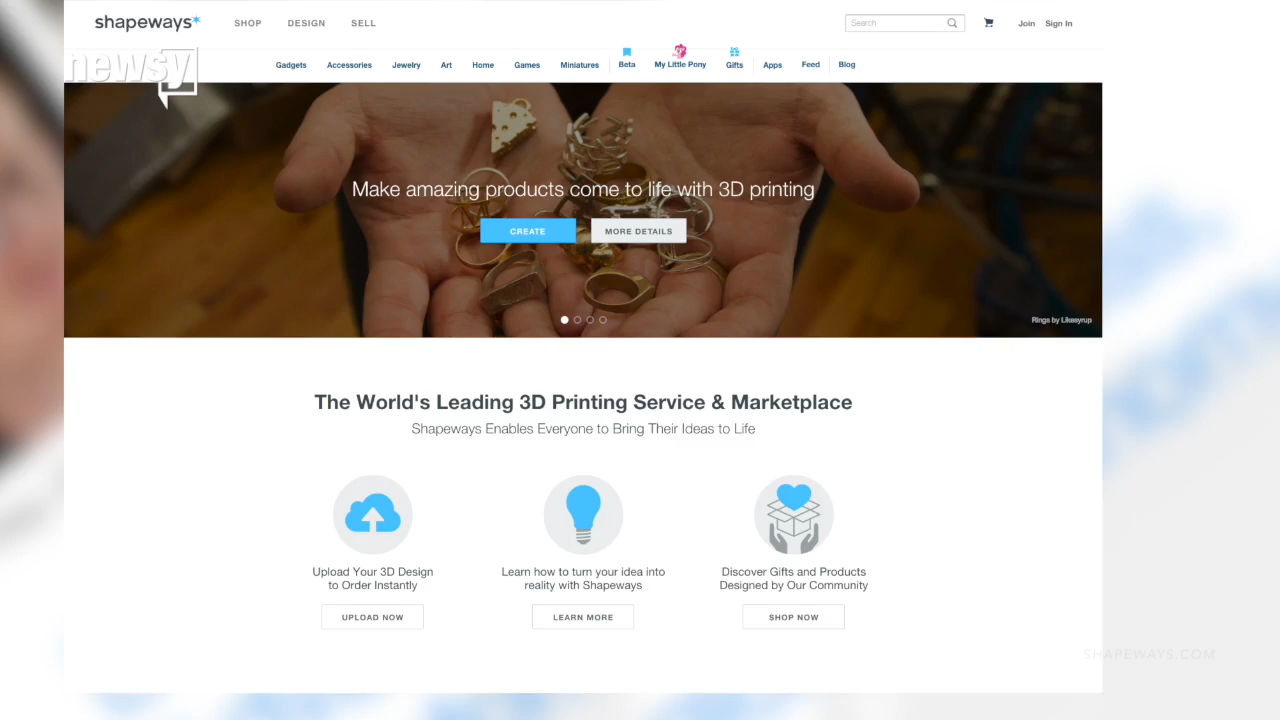 shapeways*
SHOP DESIGN SELL
Search
Join Sign In
newsy
Gadgets Accessories Jewelry Art Home Games Miniatures Beta My Little Pony Gifts Apps Feed Blog
Make amazing products come to life with 3D printing
CREATE MORE DETAILS
Rings by Likesyrup
The World's Leading 3D Printing Service & Marketplace
Shapeways Enables Everyone to Bring Their Ideas to Life
Upload Your 3D Design
to Order Instantly
UPLOAD NOW
Learn how to turn your idea into
reality with Shapeways
LEARN MORE
Discover Gifts and Products
Designed by Our Community
SHOP NOW
SHAPEWAYS.COM